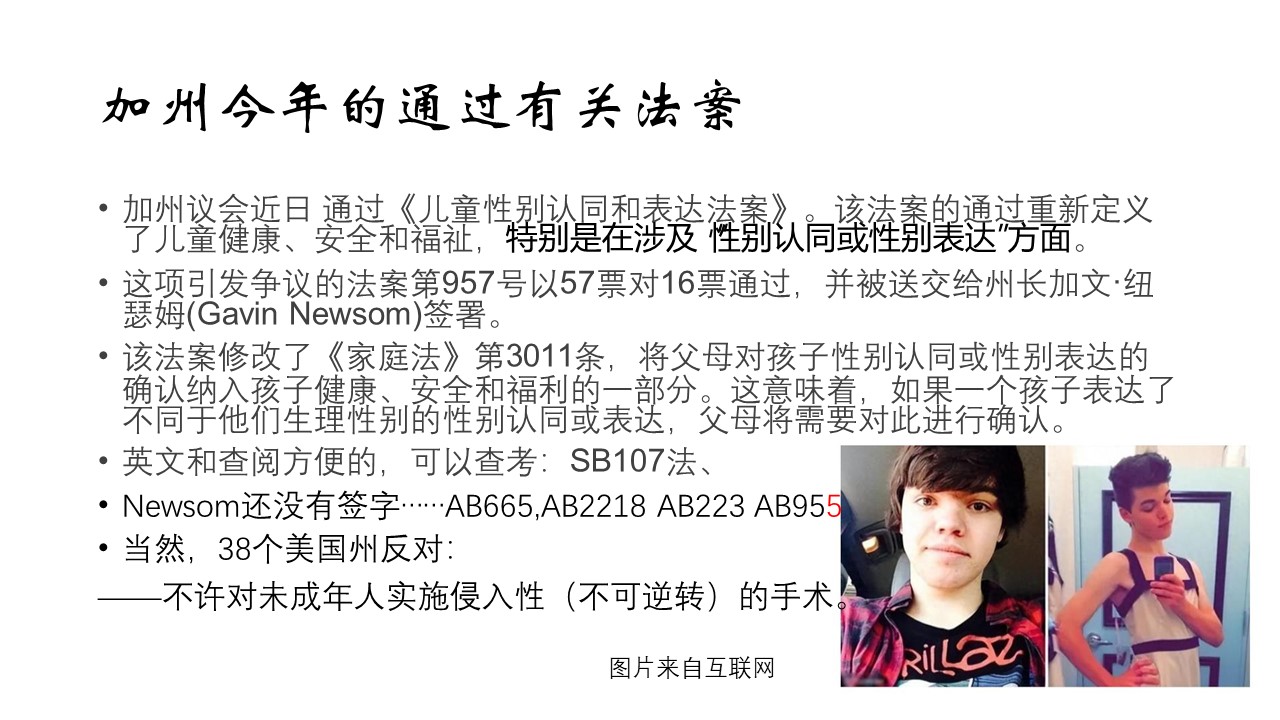 加州今年的通过有关法案
• 加州议会近日 通过《儿童性别认同和表达法案》。该法案的通过重新定义
了儿童健康、安全和福祉，特别是在涉及 “性别认同或性别表达”方面。
• 这项引发争议的法案第957号以57票对16票通过，并被送交给州长加文·纽
瑟姆(Gavin Newsom)签署。
• 该法案修改了《家庭法》第3011条，将父母对孩子性别认同或性别表达的
确认纳入孩子健康、安全和福利的一部分。这意味着，如果一个孩子表达了
不同于他们生理性别的性别认同或表达，父母将需要对此进行确认。
• 英文和查阅方便的，可以查考：SB107法、
• Newsom还没有签字……AB665,AB2218 AB223 AB955
• 当然，38个美国州反对：
——不许对未成年人实施侵入性（不可逆转）的手术。
RiLLaz
图片来自互联网